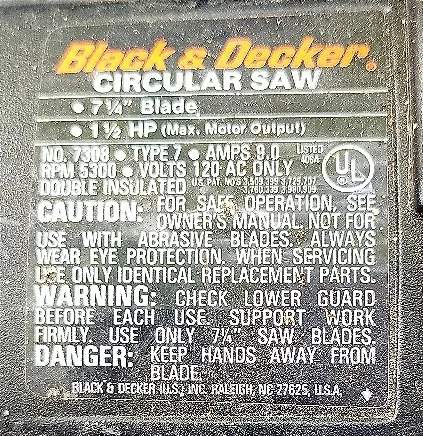 Black & Decker®
CIRCULAR SAW
• 7¼" Blade
• 1½ HP (Max. Motor Output)
NO. 7308 • TYPE 7 • AMPS 9.0
RPM 5300 • VOLTS 120 AC ONLY
DOUBLE INSULATED U.S. PAT. NO'S
LISTED
UL
CAUTION: FOR SAFE OPERATION, SEE
OWNER'S MANUAL. NOT FOR
USE WITH ABRASIVE BLADES. ALWAYS
WEAR EYE PROTECTION. WHEN SERVICING
USE ONLY IDENTICAL REPLACEMENT PARTS.
WARNING: CHECK LOWER GUARD
BEFORE EACH USE. SUPPORT WORK
FIRMLY. USE ONLY 7¼" SAW BLADES.
DANGER: KEEP HANDS AWAY FROM
BLADE.
BLACK & DECKER (U.S.) INC. RALEIGH, NC 27625, U.S.A.